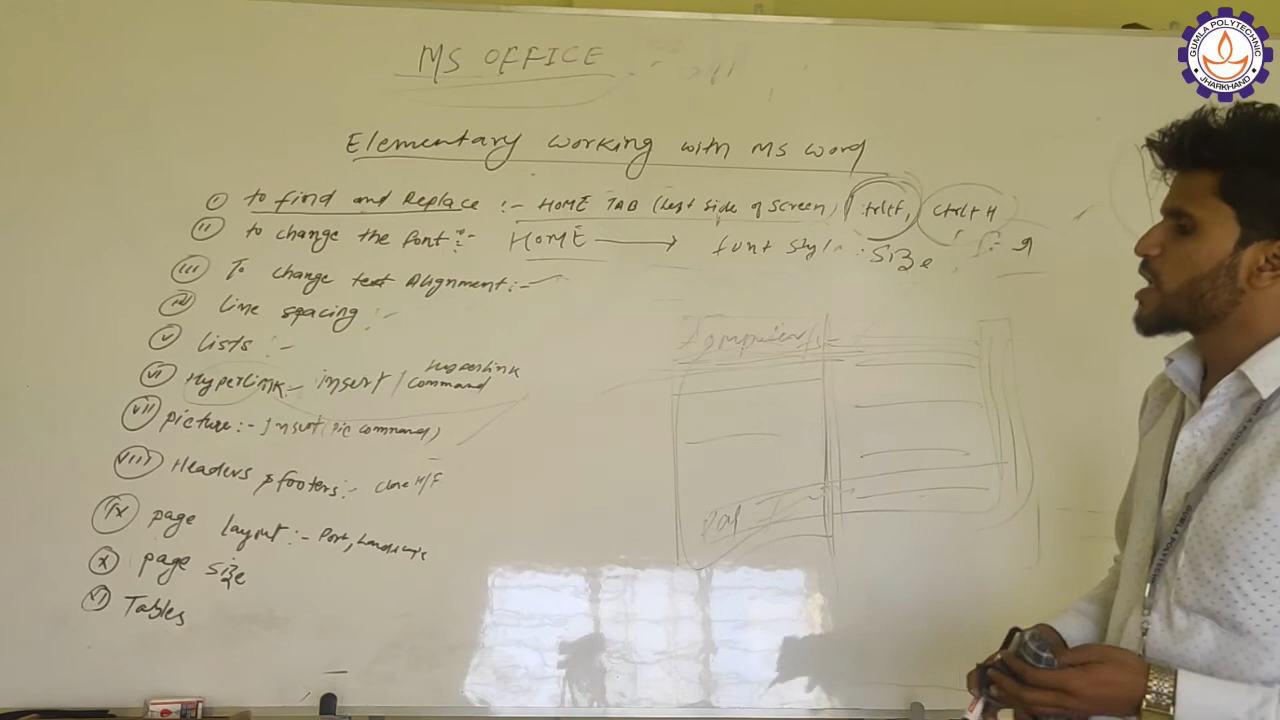 MS OFFICE
Elementary working with MS Word
i to find and Replace :- HOME TAB (Left side of screen) Ctrl+F, Ctrl+H
ii to change the font :- HOME → font style : size
iii To change text Alignment :-
iv line spacing :-
v Lists :-
vi Hyperlink :- insert / Hyperlink command
vii picture :- Insert (pic command)
viii Headers & footers :- Close H/F
ix page layout :- Port, Landscape
x page size
VI Tables
GUMLA POLYTECHNIC
JHARKHAND
GUMLA POLYTECHNIC